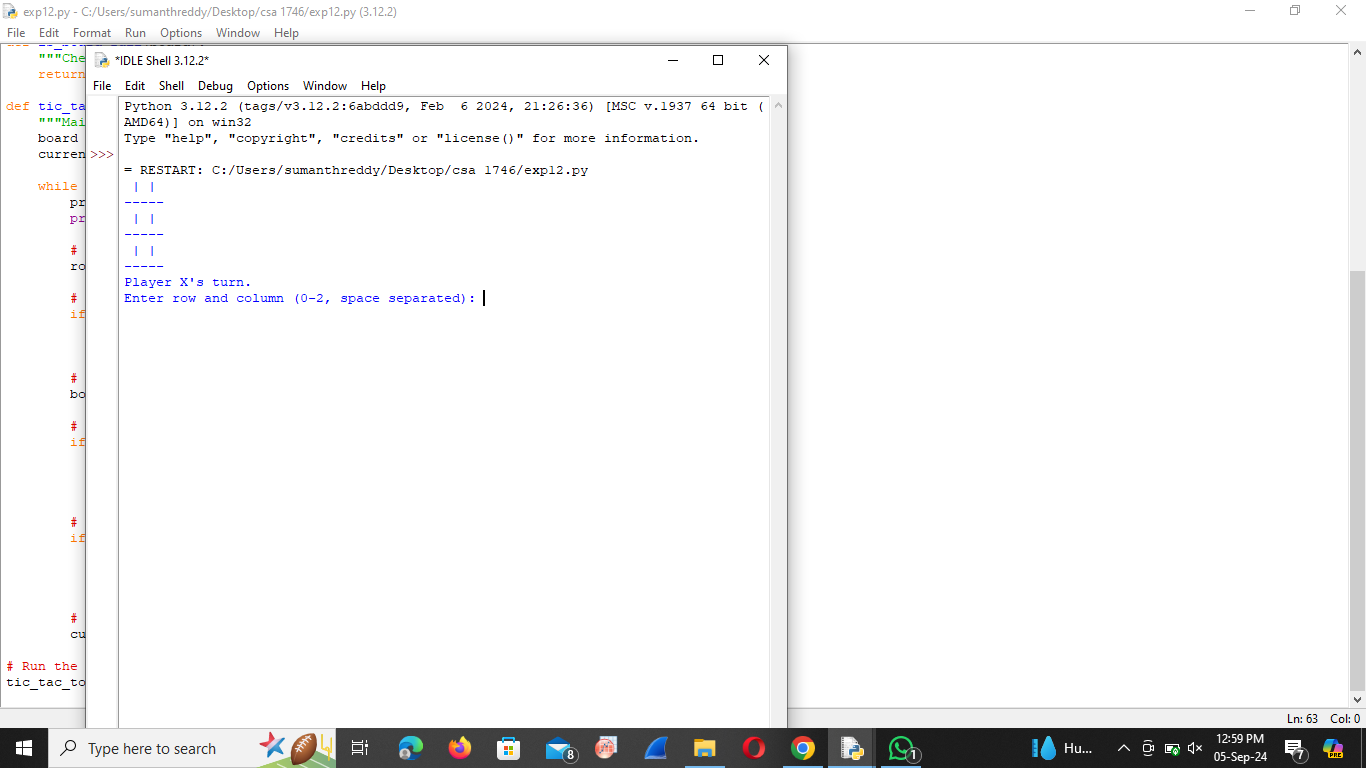 exp12.py - C:/Users/sumanthreddy/Desktop/csa 1746/exp12.py (3.12.2)
File Edit Format Run Options Window Help
"""Che
return
def tic_ta
"""Mai
board
curren
while
pr
pr
#
ro
#
if
#
bo
#
if
#
if
#
cu
# Run the
tic_tac_to
*IDLE Shell 3.12.2*
File Edit Shell Debug Options Window Help
Python 3.12.2 (tags/v3.12.2:6abddd9, Feb  6 2024, 21:26:36) [MSC v.1937 64 bit (
AMD64)] on win32
Type "help", "copyright", "credits" or "license()" for more information.
>>>
= RESTART: C:/Users/sumanthreddy/Desktop/csa 1746/exp12.py
 | |
-----
 | |
-----
 | |
-----
Player X's turn.
Enter row and column (0-2, space separated):
Ln: 63 Col: 0
Type here to search
8
1
Hu...
12:59 PM
05-Sep-24
7
PRE